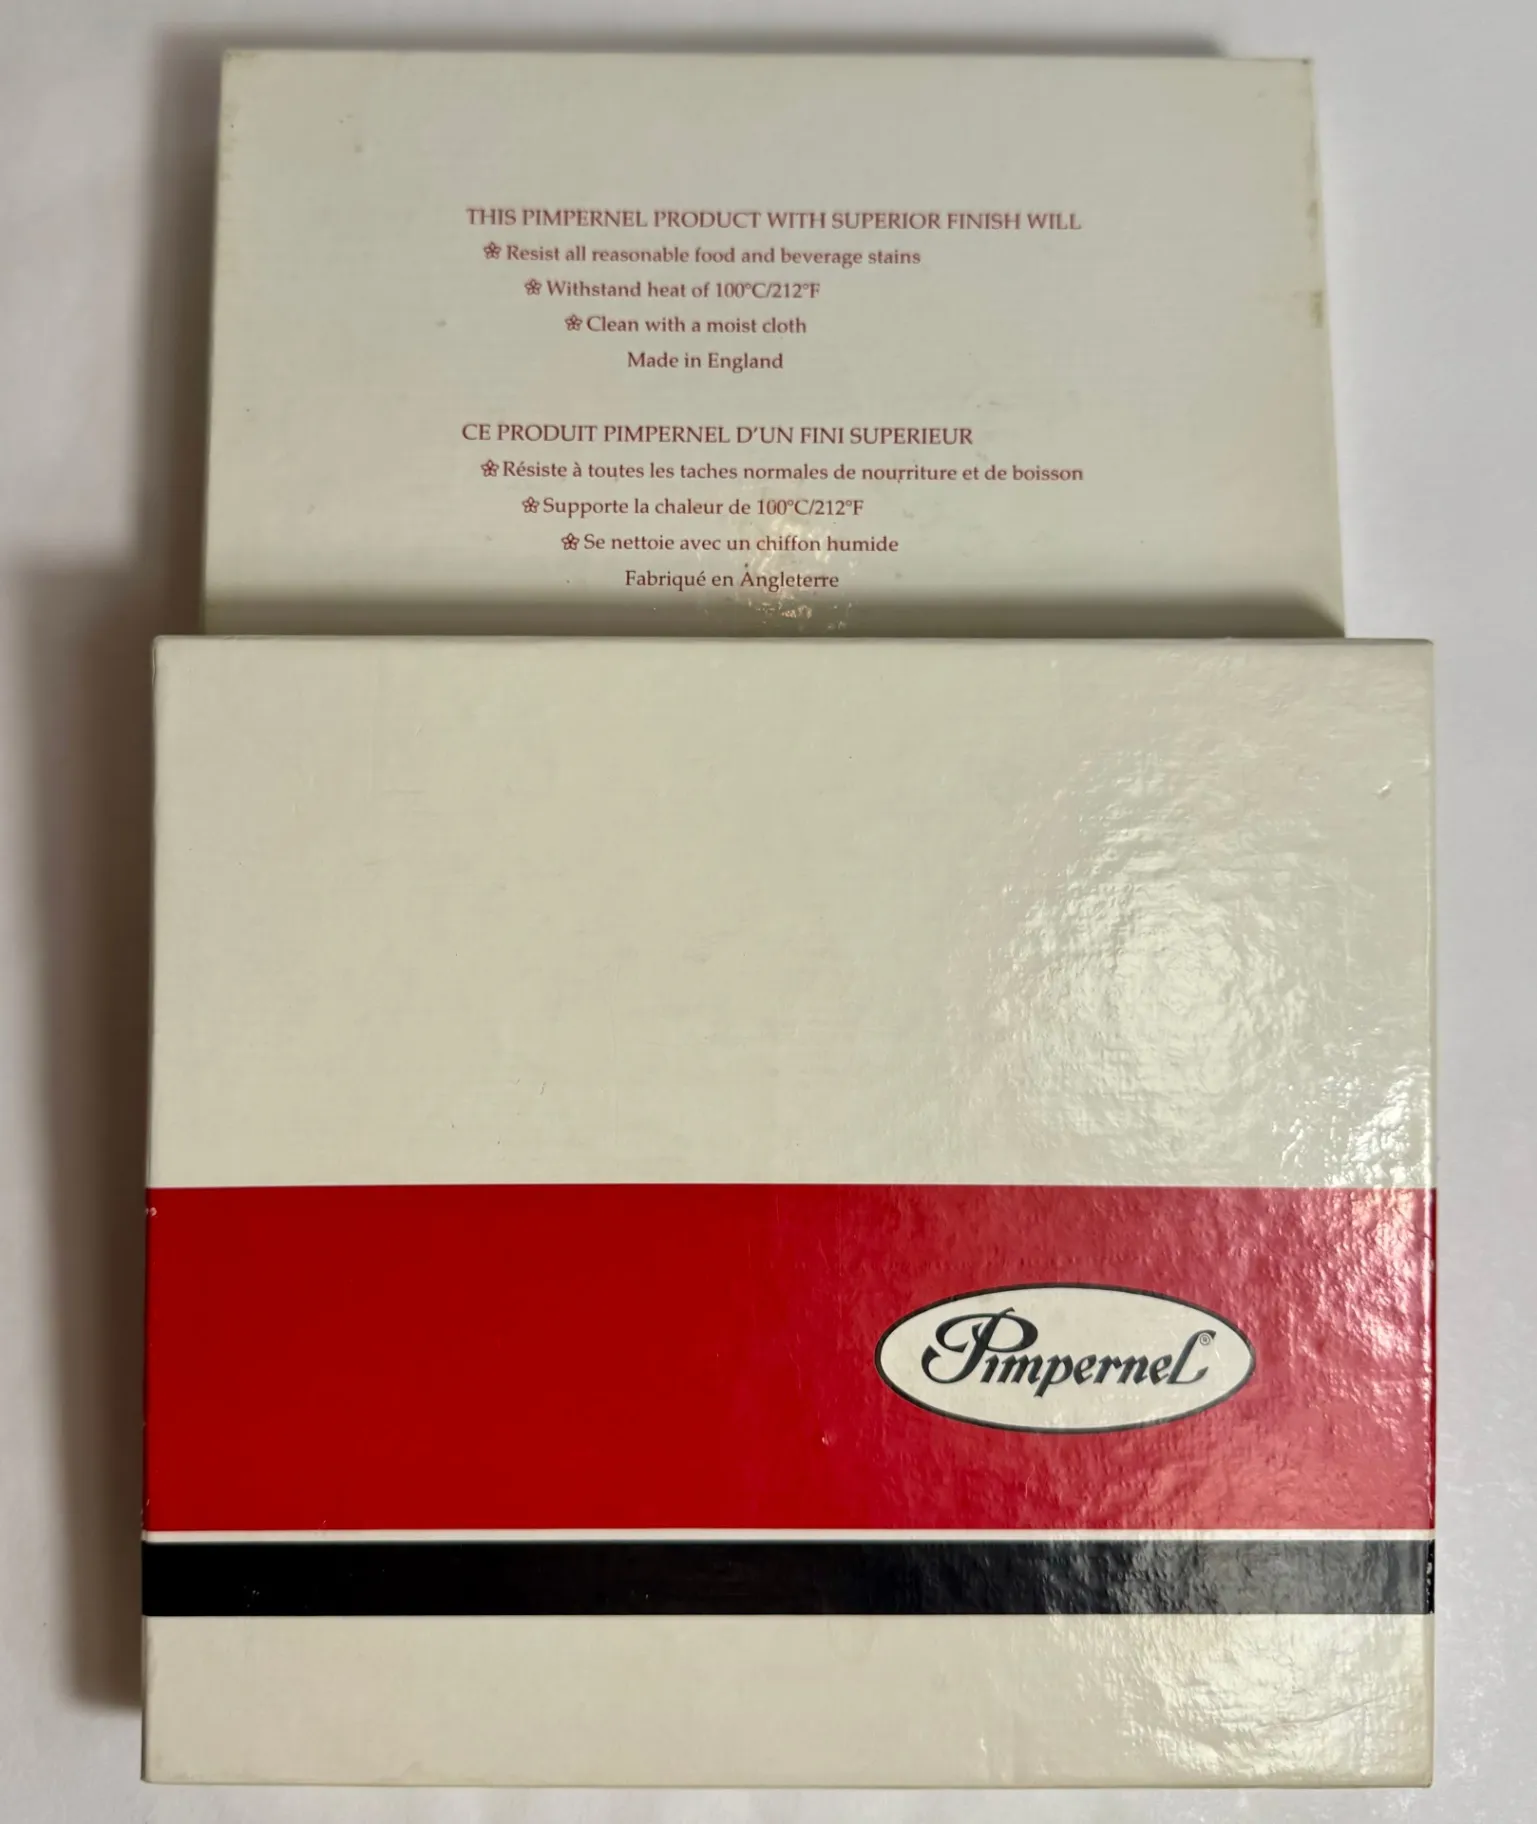 THIS PIMPERNEL PRODUCT WITH SUPERIOR FINISH WILL
❀ Resist all reasonable food and beverage stains
❀ Withstand heat of 100°C/212°F
❀ Clean with a moist cloth
Made in England
CE PRODUIT PIMPERNEL D'UN FINI SUPERIEUR
❀ Résiste à toutes les taches normales de nourriture et de boisson
❀ Supporte la chaleur de 100°C/212°F
❀ Se nettoie avec un chiffon humide
Fabriqué en Angleterre
Pimpernel®